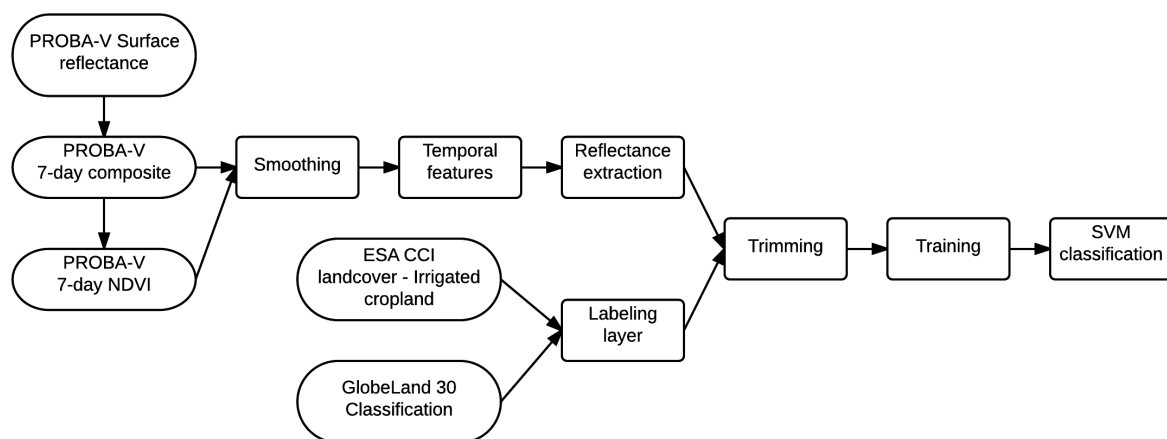 PROBA-V Surface
reflectance
PROBA-V
7-day composite
PROBA-V
7-day NDVI
Smoothing
Temporal
features
Reflectance
extraction
ESA CCI
landcover - Irrigated
cropland
GlobeLand 30
Classification
Labeling
layer
Trimming
Training
SVM
classification